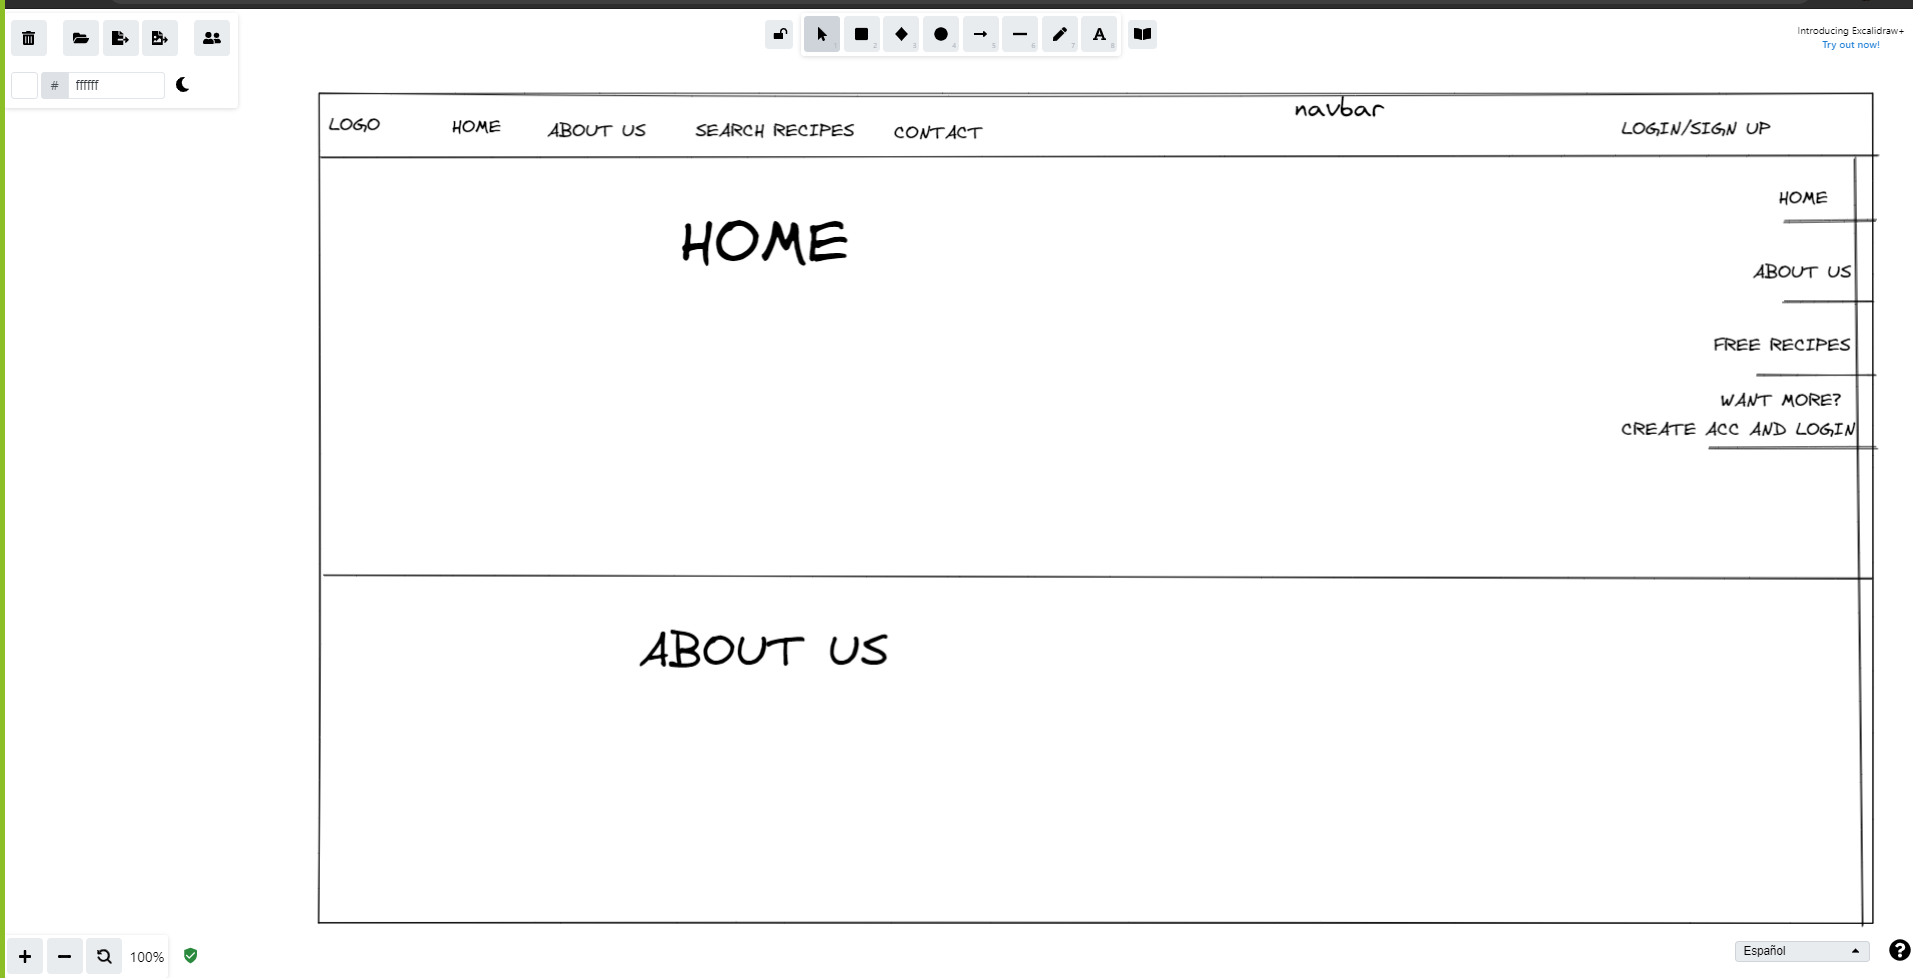 1
2
3
4
5
6
7
8
Introducing Excalidraw+
Try out now!
# ffffff
navbar
LOGO HOME ABOUT US SEARCH RECIPES CONTACT LOGIN/SIGN UP
HOME
HOME
ABOUT US
FREE RECIPES
WANT MORE?
CREATE ACC AND LOGIN
ABOUT US
100%
Español